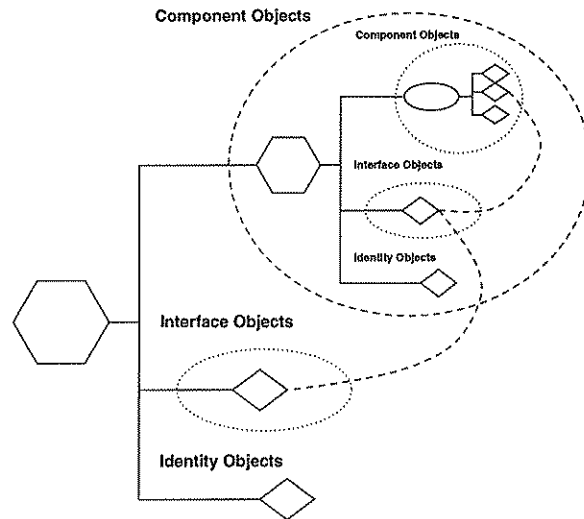 Component Objects
Component Objects
Interface Objects
Identity Objects
Interface Objects
Identity Objects